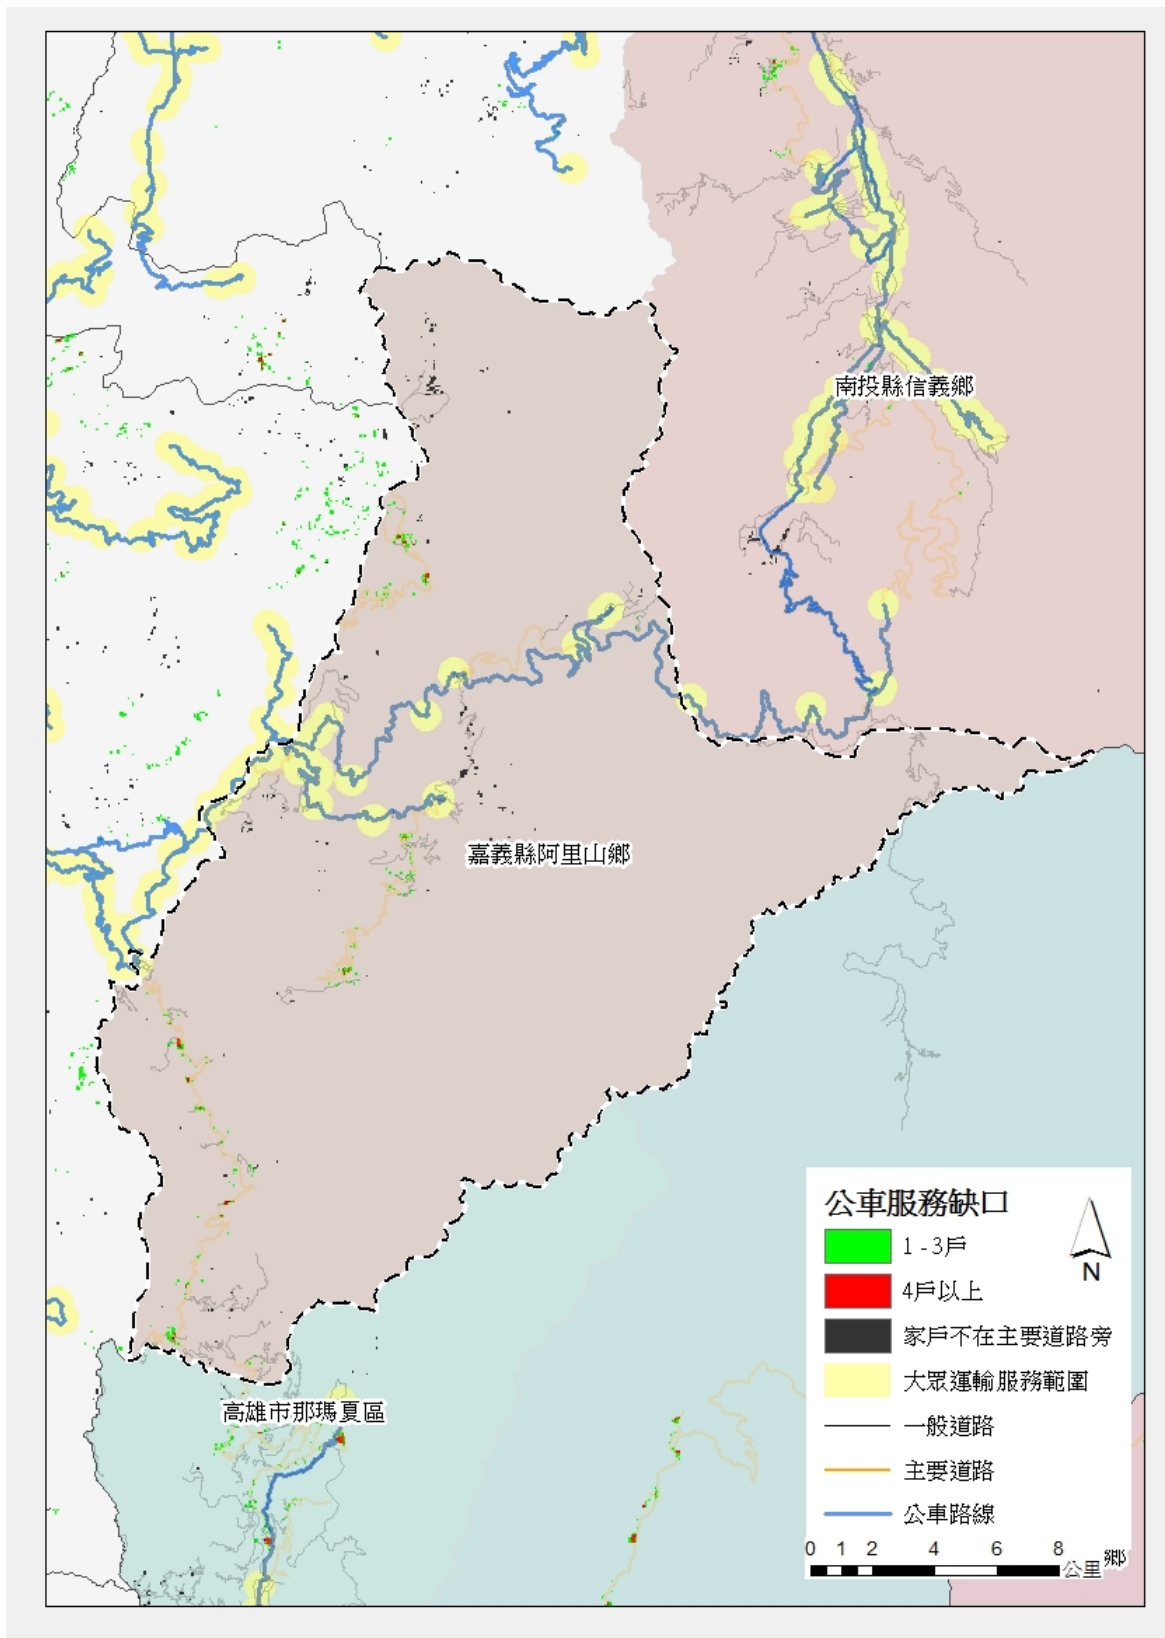 南投縣信義鄉
嘉義縣阿里山鄉
高雄市那瑪夏區
公車服務缺口
1 - 3戶
4戶以上
家戶不在主要道路旁
大眾運輸服務範圍
一般道路
主要道路
公車路線
N
0 1 2 4 6 8
公里
鄉